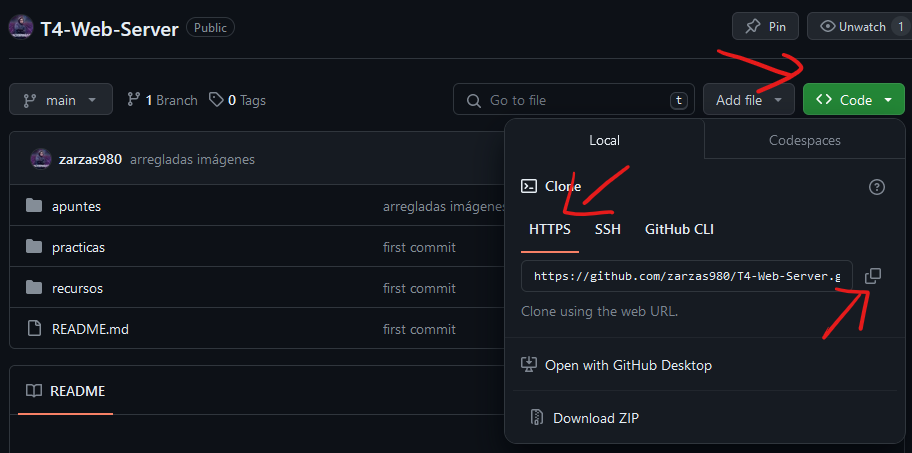 T4-Web-Server Public
Pin
Unwatch 1
main
1 Branch
0 Tags
Go to file t
Add file
Code
Local
Codespaces
zarzas980 arregladas imágenes
Clone
apuntes arregladas imágenes
HTTPS SSH GitHub CLI
practicas first commit
recursos first commit
https://github.com/zarzas980/T4-Web-Server.g
Clone using the web URL.
README.md first commit
Open with GitHub Desktop
README
Download ZIP